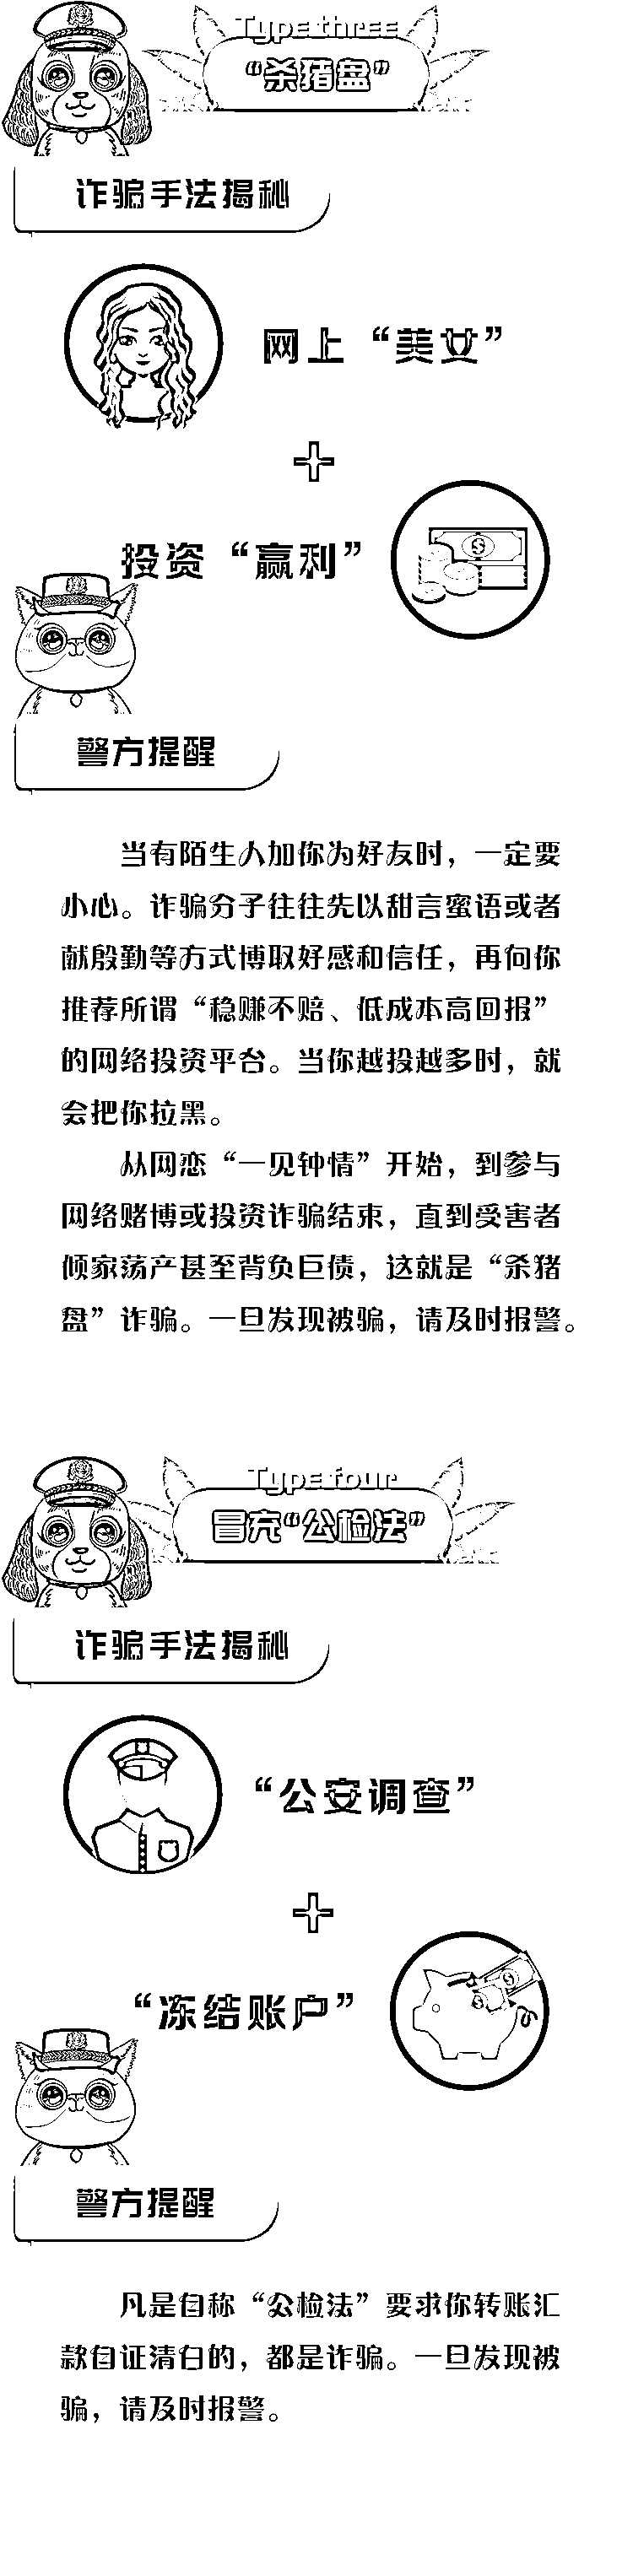 Type three
“杀猪盘”
诈骗手法揭秘
网上“美女”
投资“赢利”
警方提醒
当有陌生人加你为好友时，一定要
小心。诈骗分子往往先以甜言蜜语或者
献殷勤等方式博取好感和信任，再向你
推荐所谓“稳赚不赔、低成本高回报”
的网络投资平台。当你越投越多时，就
会把你拉黑。
从网恋“一见钟情”开始，到参与
网络赌博或投资诈骗结束，直到受害者
倾家荡产甚至背负巨债，这就是“杀猪
盘”诈骗。一旦发现被骗，请及时报警。
Type four
冒充“公检法”
诈骗手法揭秘
“公安调查”
“冻结账户”
警方提醒
凡是自称“公检法”要求你转账汇
款自证清白的，都是诈骗。一旦发现被
骗，请及时报警。